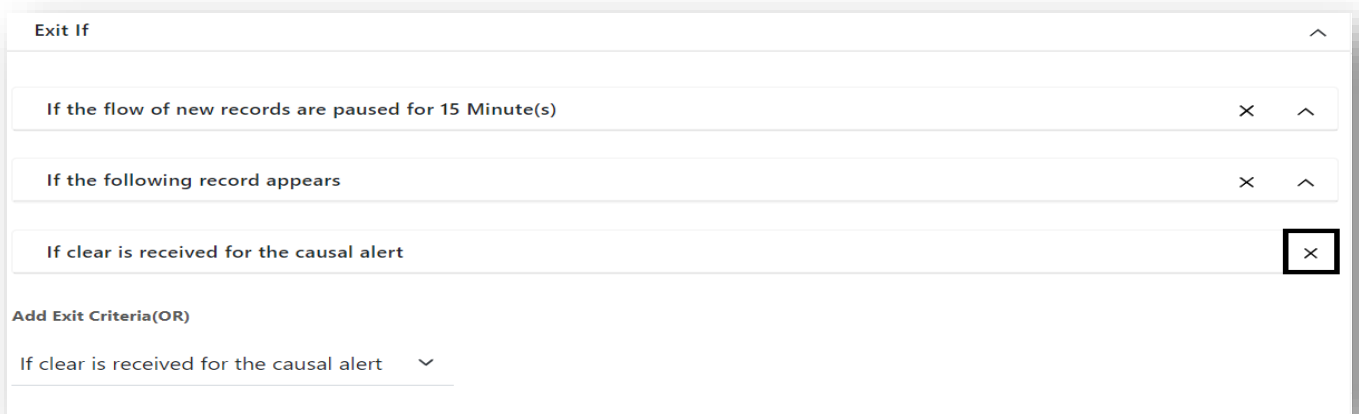 Exit If
If the flow of new records are paused for 15 Minute(s)
If the following record appears
If clear is received for the causal alert
Add Exit Criteria(OR)
If clear is received for the causal alert